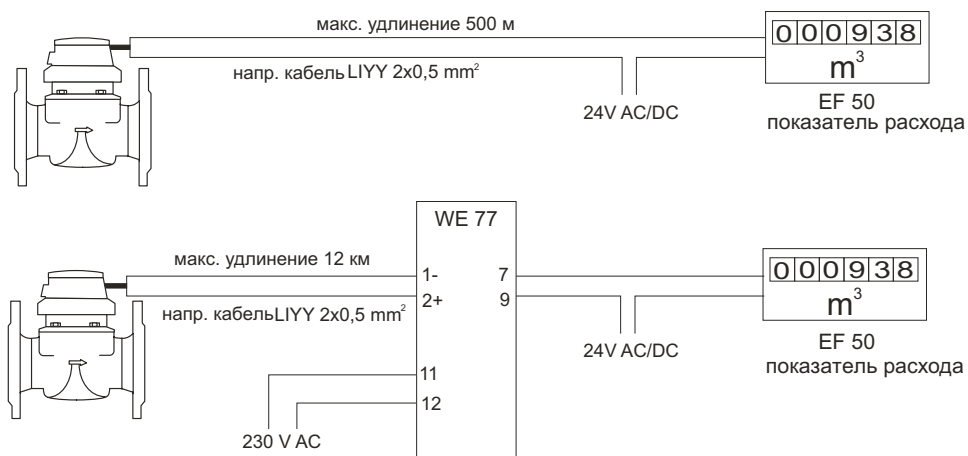 макс. удлинение 500 м
000938
m³
напр. кабель LIYY 2x0,5 mm²
24V AC/DC
EF 50
показатель расхода
WE 77
макс. удлинение 12 км
1-
7
000938
2+
9
m³
напр. кабельLIYY 2x0,5 mm²
24V AC/DC
EF 50
показатель расхода
11
12
230 V AC